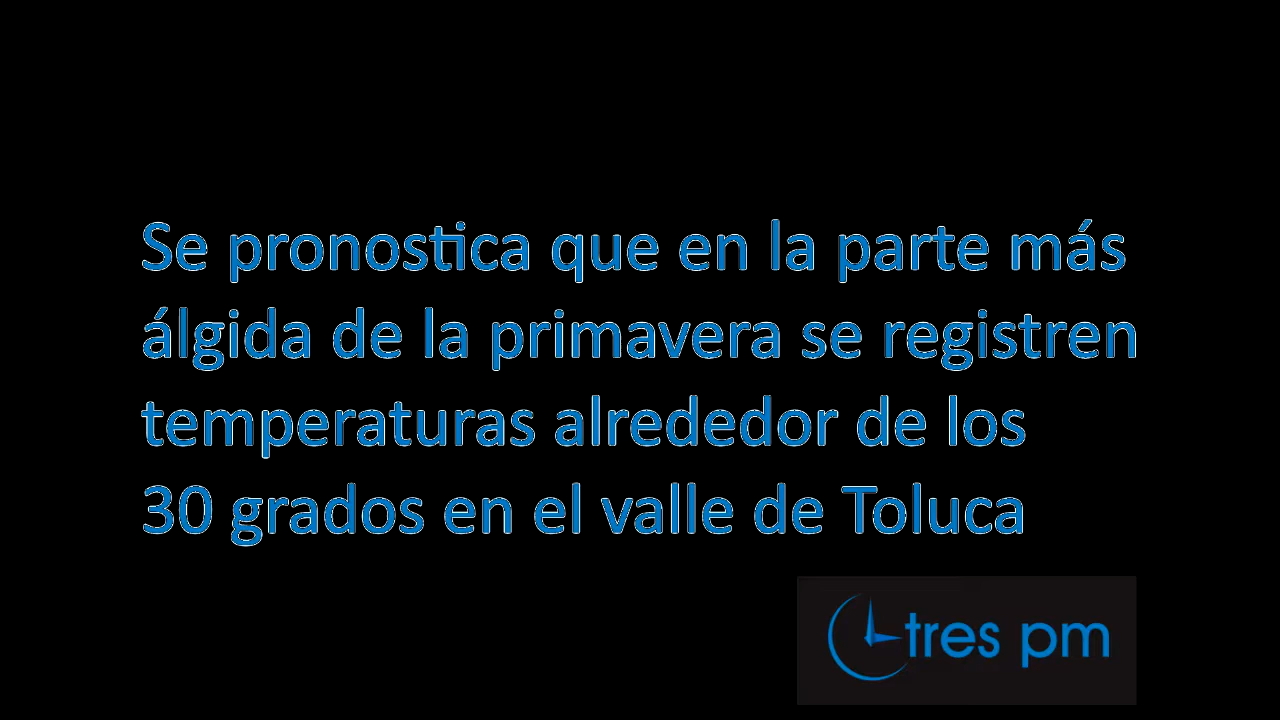 Se pronostica que en la parte más
álgida de la primavera se registren
temperaturas alrededor de los
30 grados en el valle de Toluca
tres pm